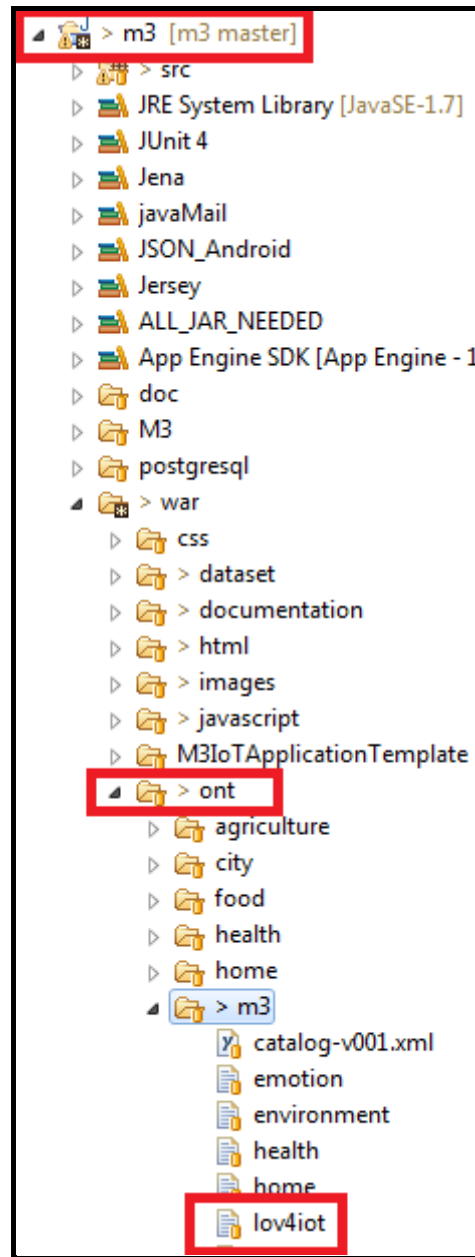 > m3 [m3 master]
> src
JRE System Library [JavaSE-1.7]
JUnit 4
Jena
javaMail
JSON_Android
Jersey
ALL_JAR_NEEDED
App Engine SDK [App Engine - 1
doc
M3
postgresql
> war
css
> dataset
> documentation
> html
> images
> javascript
M3IoTApplicationTemplate
> ont
agriculture
city
food
health
home
> m3
catalog-v001.xml
emotion
environment
health
home
lov4iot